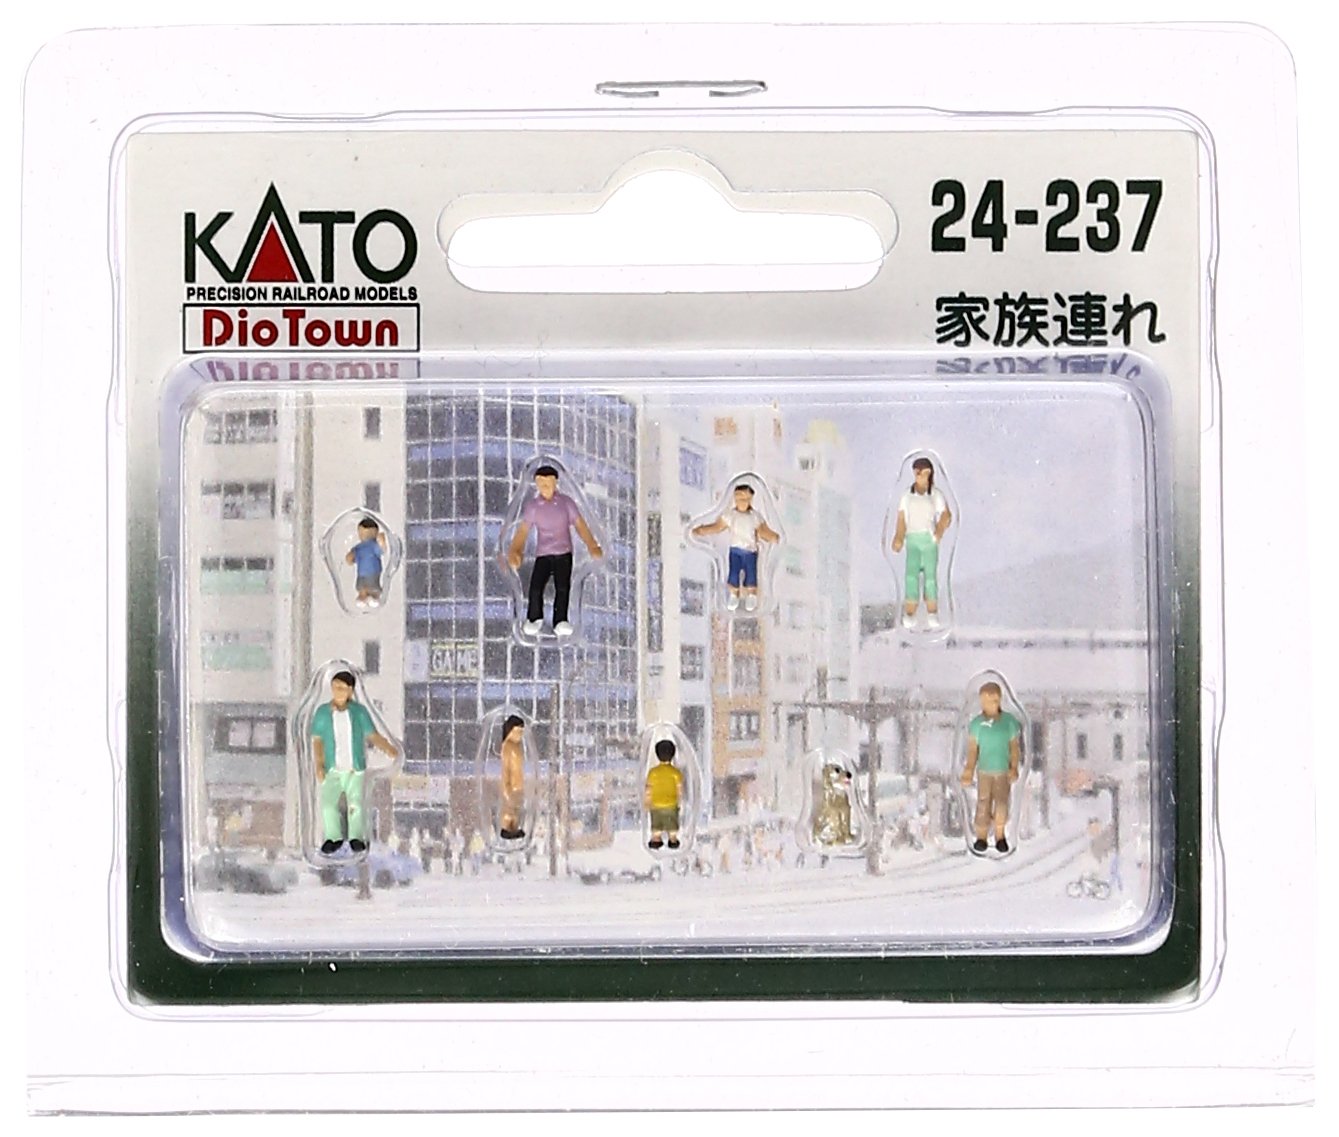 KATO
PRECISION RAILROAD MODELS
DioTown
24-237
家族連れ
GAME